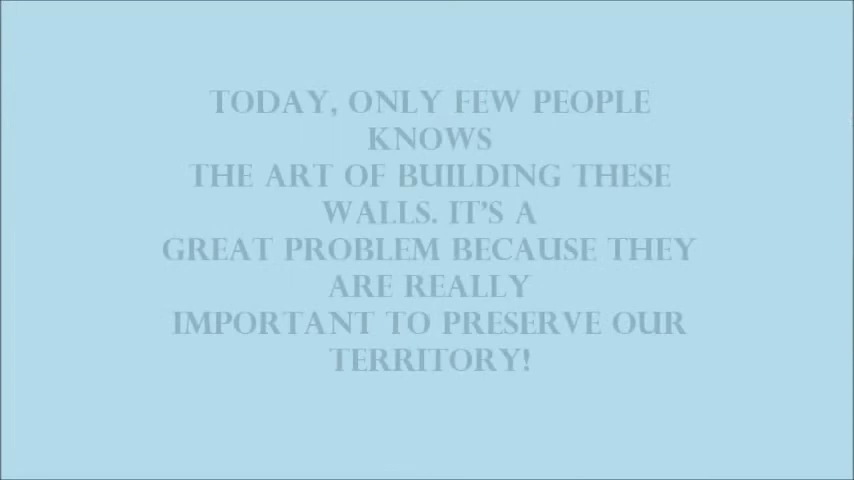 TODAY, ONLY FEW PEOPLE
KNOWS
THE ART OF BUILDING THESE
WALLS. IT'S A
GREAT PROBLEM BECAUSE THEY
ARE REALLY
IMPORTANT TO PRESERVE OUR
TERRITORY!